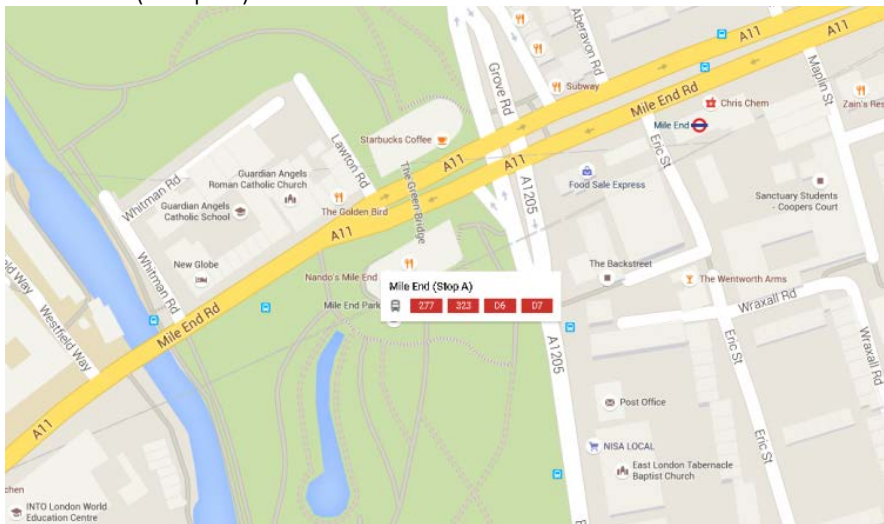 A11
A11
Aberavon Rd
Maplin St
Grove Rd
Subway
Mile End Rd
Chris Chem
Zain's Res
Starbucks Coffee
Mile End
Lawton Rd
A11
A11
Eric St
The Green Bridge
Guardian Angels
Roman Catholic Church
Whitman Rd
Guardian Angels
Catholic School
The Golden Bird
A1205
Food Sale Express
Sanctuary Students
- Coopers Court
A11
New Globe
Nando's Mile End
The Backstreet
Mile End (Stop A)
277 323 D6 D7
The Wentworth Arms
Whitman Rd
Mile End Park
Wraxall Rd
Westfield Way
Mile End Rd
A1205
Eric St
Wraxall Rd
Post Office
A11
NISA LOCAL
Eric St
East London Tabernacle
Baptist Church
INTO London World
Education Centre